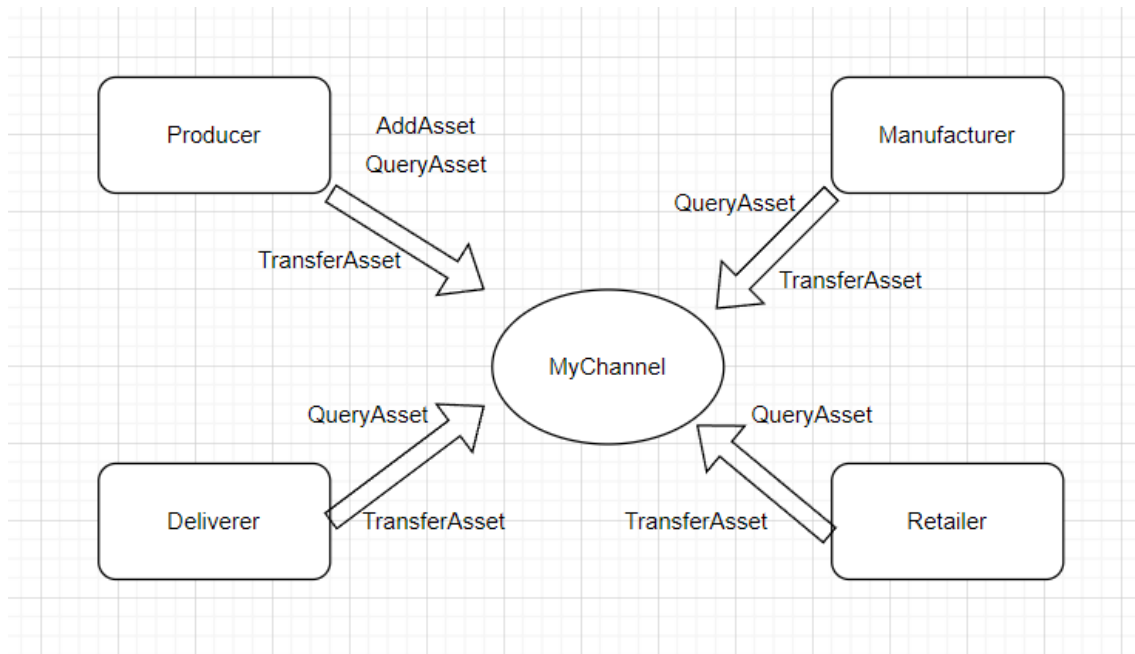 Producer
AddAsset
QueryAsset
TransferAsset
Manufacturer
QueryAsset
TransferAsset
MyChannel
QueryAsset
Deliverer
TransferAsset
QueryAsset
TransferAsset
Retailer